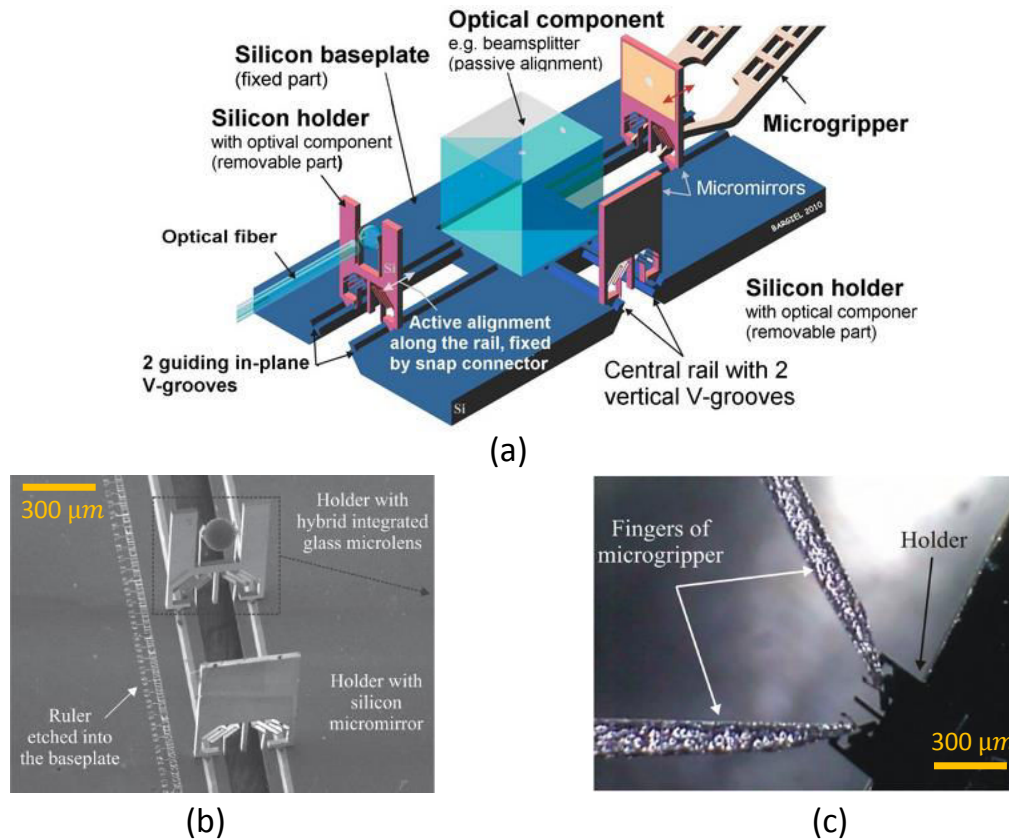 (a)
Optical component
e.g. beamsplitter
(passive alignment)
Silicon baseplate
(fixed part)
Silicon holder
with optival component
(removable part)
Optical fiber
Microgripper
Micromirrors
BARGIEL 2010
Si
Active alignment
along the rail, fixed
by snap connector
2 guiding in-plane
V-grooves
Silicon holder
with optical componer
(removable part)
Central rail with 2
vertical V-grooves
Si
(a)
300 μm
Holder with
hybrid integrated
glass microlens
Holder with
silicon
micromirror
Ruler
etched into
the baseplate
(b)
Fingers of
microgripper
Holder
300 μm
(c)